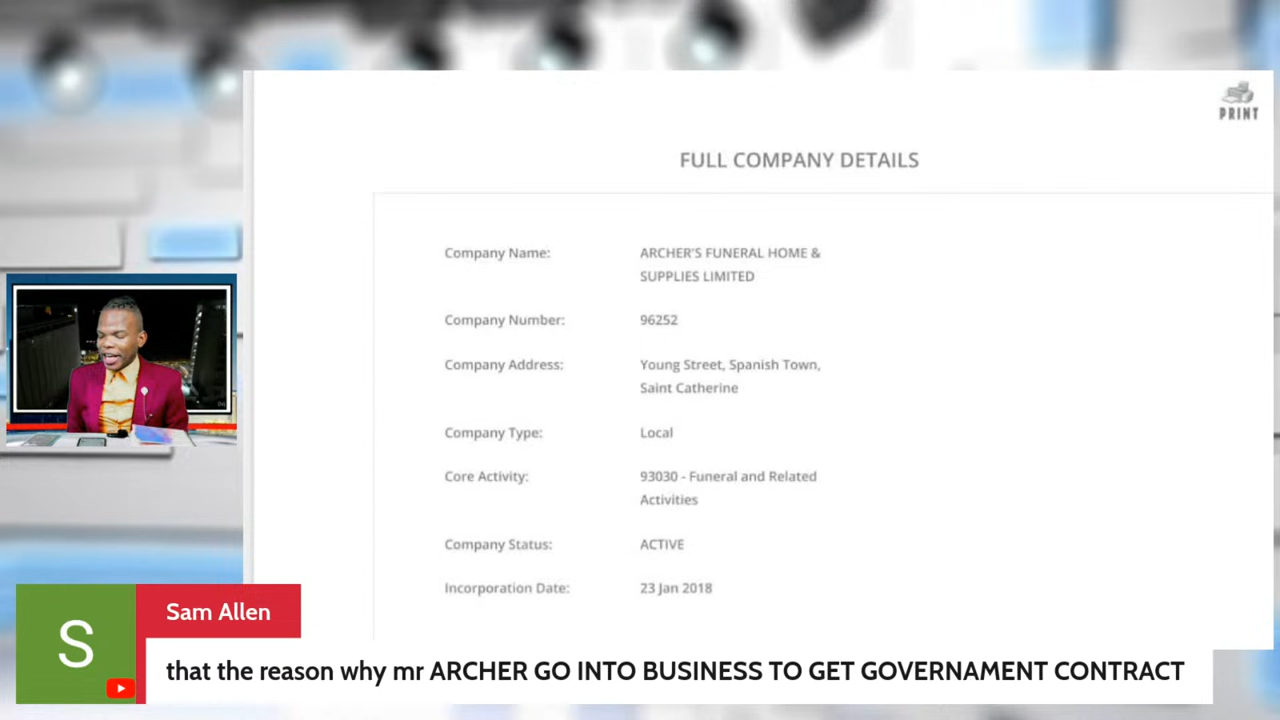 PRINT
FULL COMPANY DETAILS
Company Name: ARCHER'S FUNERAL HOME &
SUPPLIES LIMITED
Company Number: 96252
Company Address: Young Street, Spanish Town,
Saint Catherine
Company Type: Local
Core Activity: 93030 - Funeral and Related
Activities
Company Status: ACTIVE
Incorporation Date: 23 Jan 2018
S
Sam Allen
that the reason why mr ARCHER GO INTO BUSINESS TO GET GOVERNAMENT CONTRACT